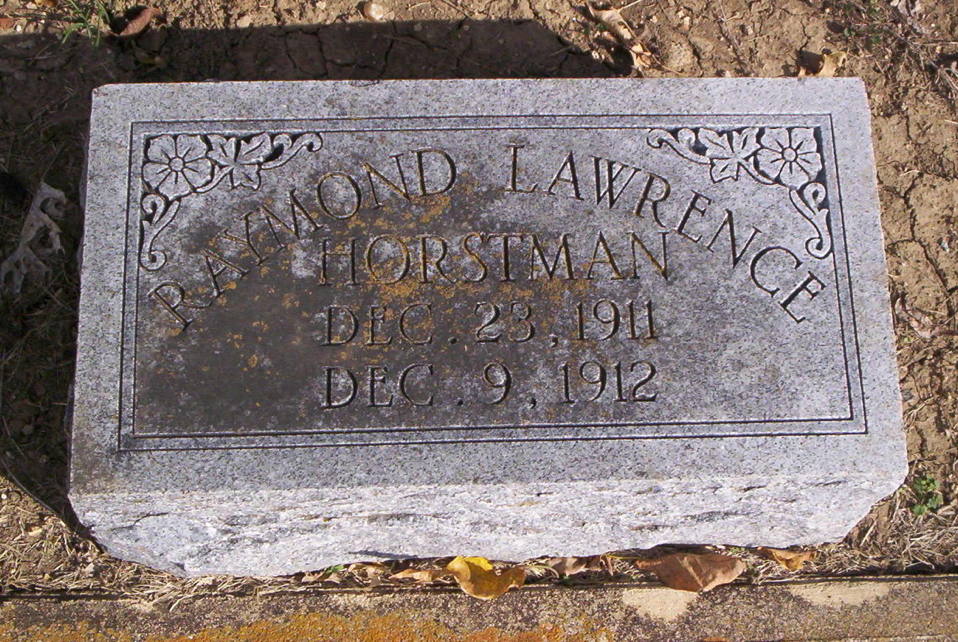 RAYMOND LAWRENCE
HORSTMAN
DEC. 23, 1911
DEC. 9, 1912